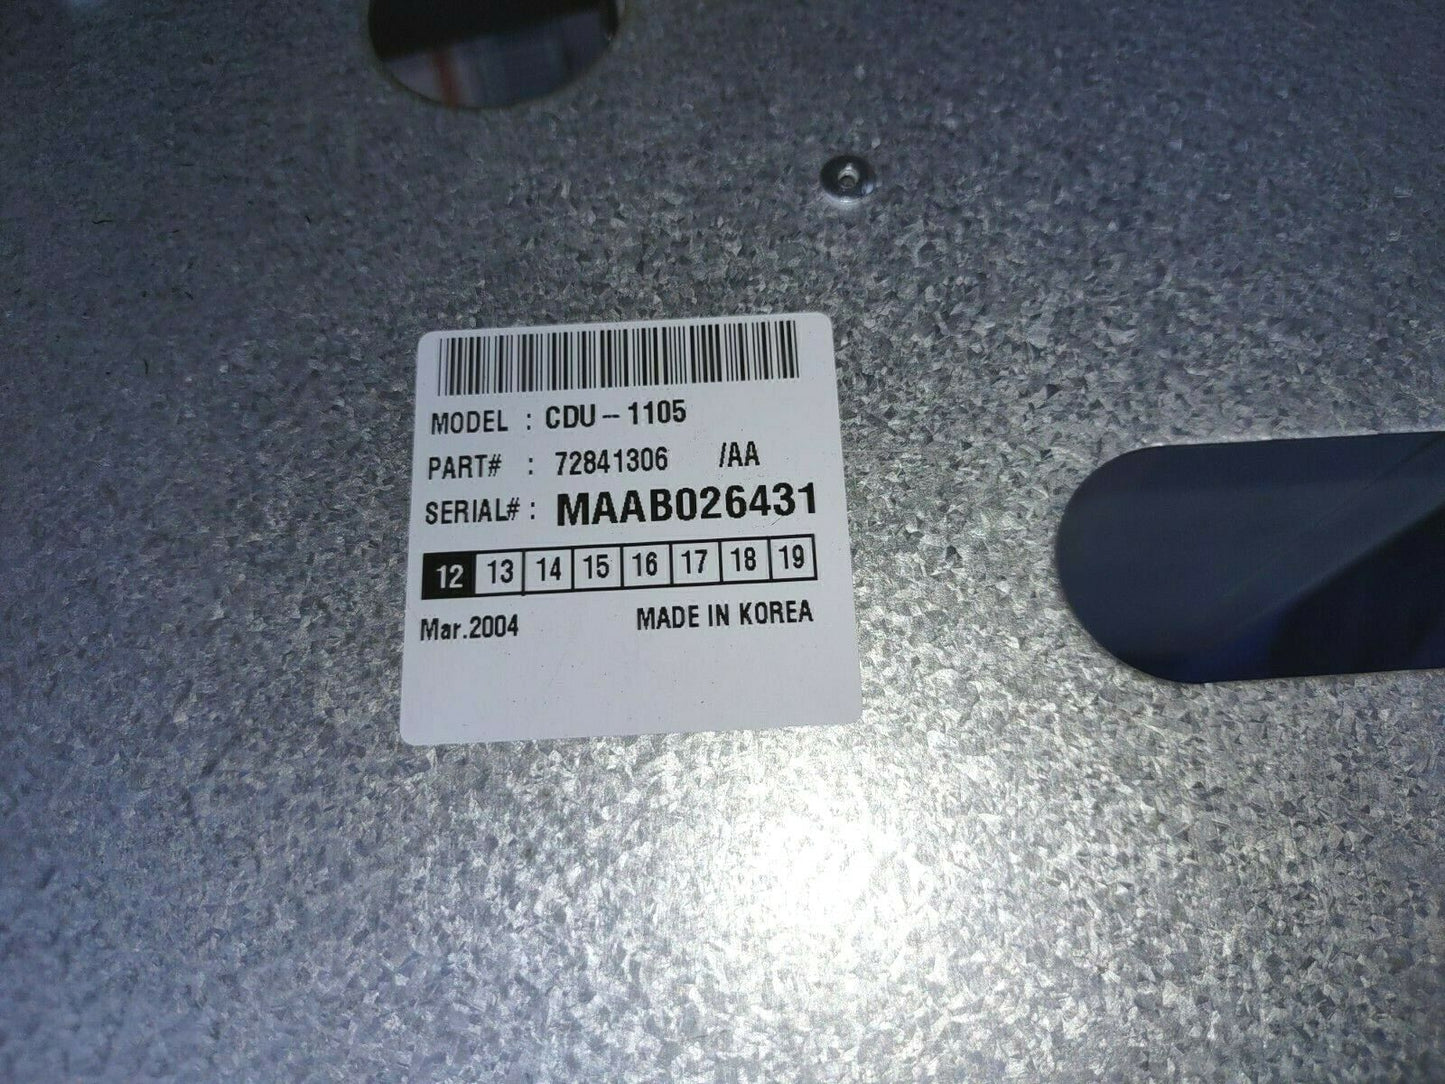 MODEL : CDU-1105
PART# : 72841306 /AA
SERIAL# : MAAB026431
12 13 14 15 16 17 18 19
Mar.2004 MADE IN KOREA